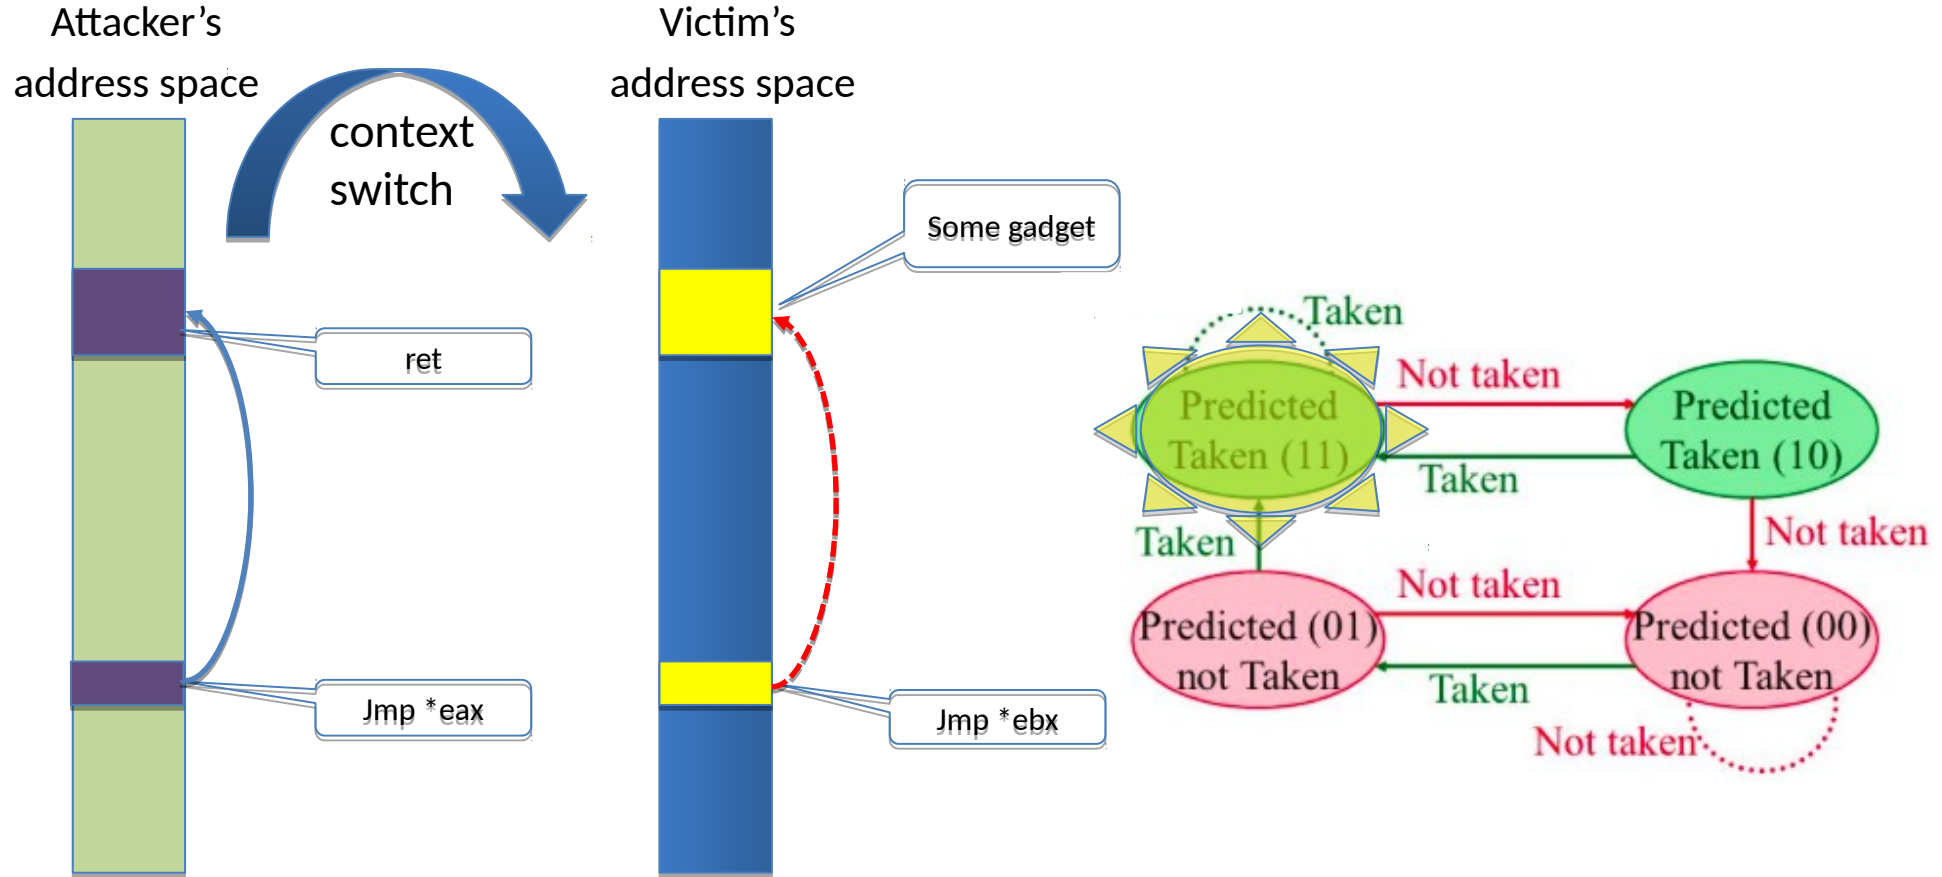 Attacker’s
address space
context
switch
ret
Jmp *eax
Victim’s
address space
Some gadget
Jmp *ebx
Taken
Predicted
Taken (11)
Not taken
Taken
Predicted
Taken (10)
Taken
Not taken
Predicted (01)
not Taken
Not taken
Taken
Predicted (00)
not Taken
Not taken